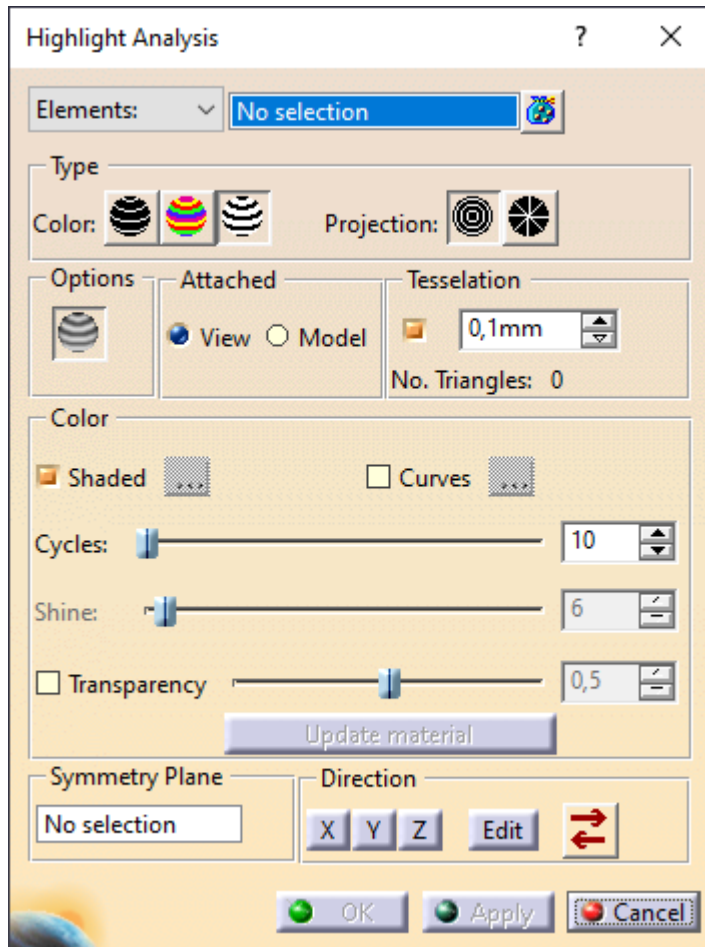 Highlight Analysis ?
Elements: No selection
Type
Color: Projection:
Options Attached Tesselation
View Model 0,1mm
No. Triangles: 0
Color
Shaded ... Curves ...
Cycles: 10
Shine: 6
Transparency 0,5
Update material
Symmetry Plane Direction
No selection X Y Z Edit
OK Apply Cancel